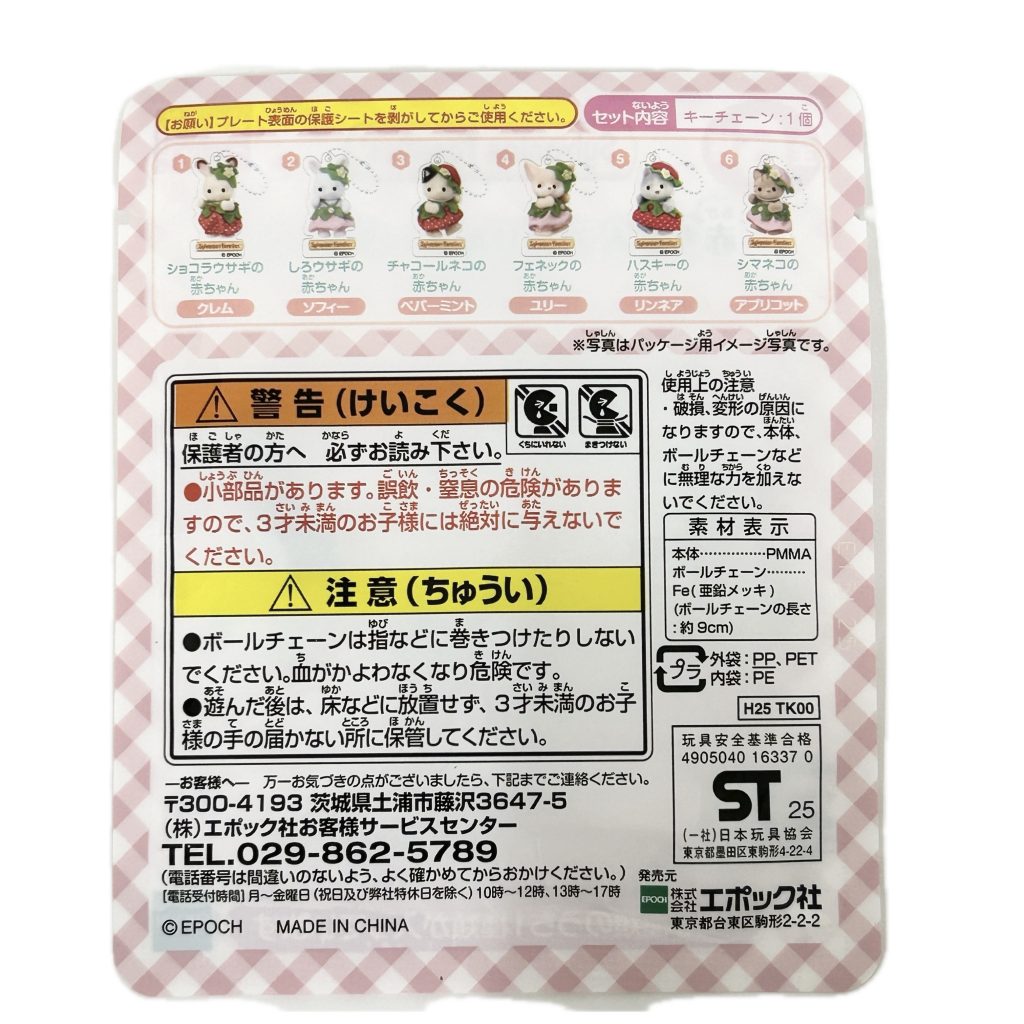 【お願い】プレート表面の保護シートを剥がしてからご使用ください。
セット内容 キーチェーン:1個
1 2 3 4 5 6
Sylvanian Families Sylvanian Families Sylvanian Families Sylvanian Families Sylvanian Families Sylvanian Families
© EPOCH © EPOCH © EPOCH © EPOCH © EPOCH © EPOCH
ショコラウサギの しろウサギの チャコールネコの フェネックの ハスキーの シマネコの
赤ちゃん 赤ちゃん 赤ちゃん 赤ちゃん 赤ちゃん 赤ちゃん
クレム ソフィー ペパーミント ユリー リンネア アプリコット
※写真はパッケージ用イメージ写真です。
警告(けいこく)
くちにいれない まきつけない
保護者の方へ 必ずお読み下さい。
●小部品があります。誤飲・窒息の危険がありま
すので、3才未満のお子様には絶対に与えないで
ください。
注意(ちゅうい)
●ボールチェーンは指などに巻きつけたりしない
でください。血がかよわなくなり危険です。
●遊んだ後は、床などに放置せず、3才未満のお子
様の手の届かない所に保管してください。
使用上の注意
・破損、変形の原因に
なりますので、本体、
ボールチェーンなど
に無理な力を加えな
いでください。
素材表示
本体……………PMMA
ボールチェーン………
Fe(亜鉛メッキ)
(ボールチェーンの長さ
:約9cm)
プラ
外袋:PP、PET
内袋:PE
H25 TK00
玩具安全基準合格
4905040 16337 0
ST 25
(一社)日本玩具協会
東京都墨田区東駒形4-22-4
―お客様へ― 万一お気づきの点がございましたら、下記までご連絡ください。
〒300-4193 茨城県土浦市藤沢3647-5
(株)エポック社お客様サービスセンター
TEL.029-862-5789
(電話番号は間違いのないよう、よく確かめてからおかけください。)
[電話受付時間]月〜金曜日(祝日及び弊社特休日を除く)10時〜12時、13時〜17時
© EPOCH MADE IN CHINA
発売元
EPOCH 株式会社 エポック社
東京都台東区駒形2-2-2